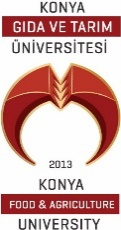 KONYA
GIDA VE TARIM
ÜNİVERSİTESİ
2013
KONYA
FOOD & AGRICULTURE
UNIVERSITY